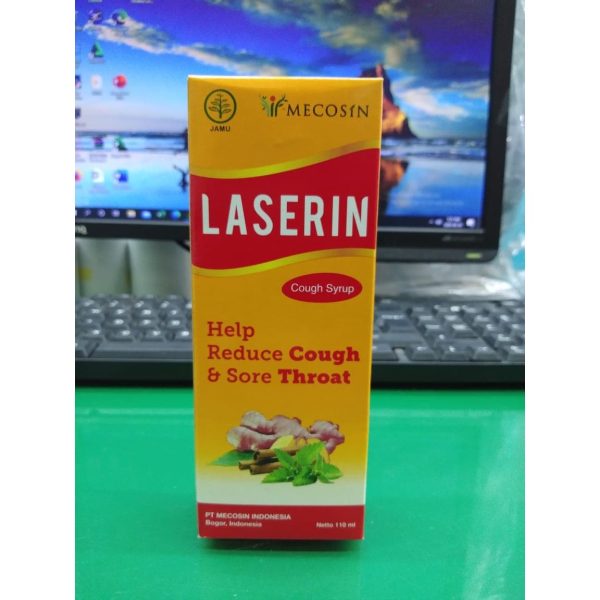 JAMU
MECOSIN
LASERIN
Cough Syrup
Help
Reduce Cough
& Sore Throat
PT MECOSIN INDONESIA
Bogor, Indonesia
Netto 110 ml